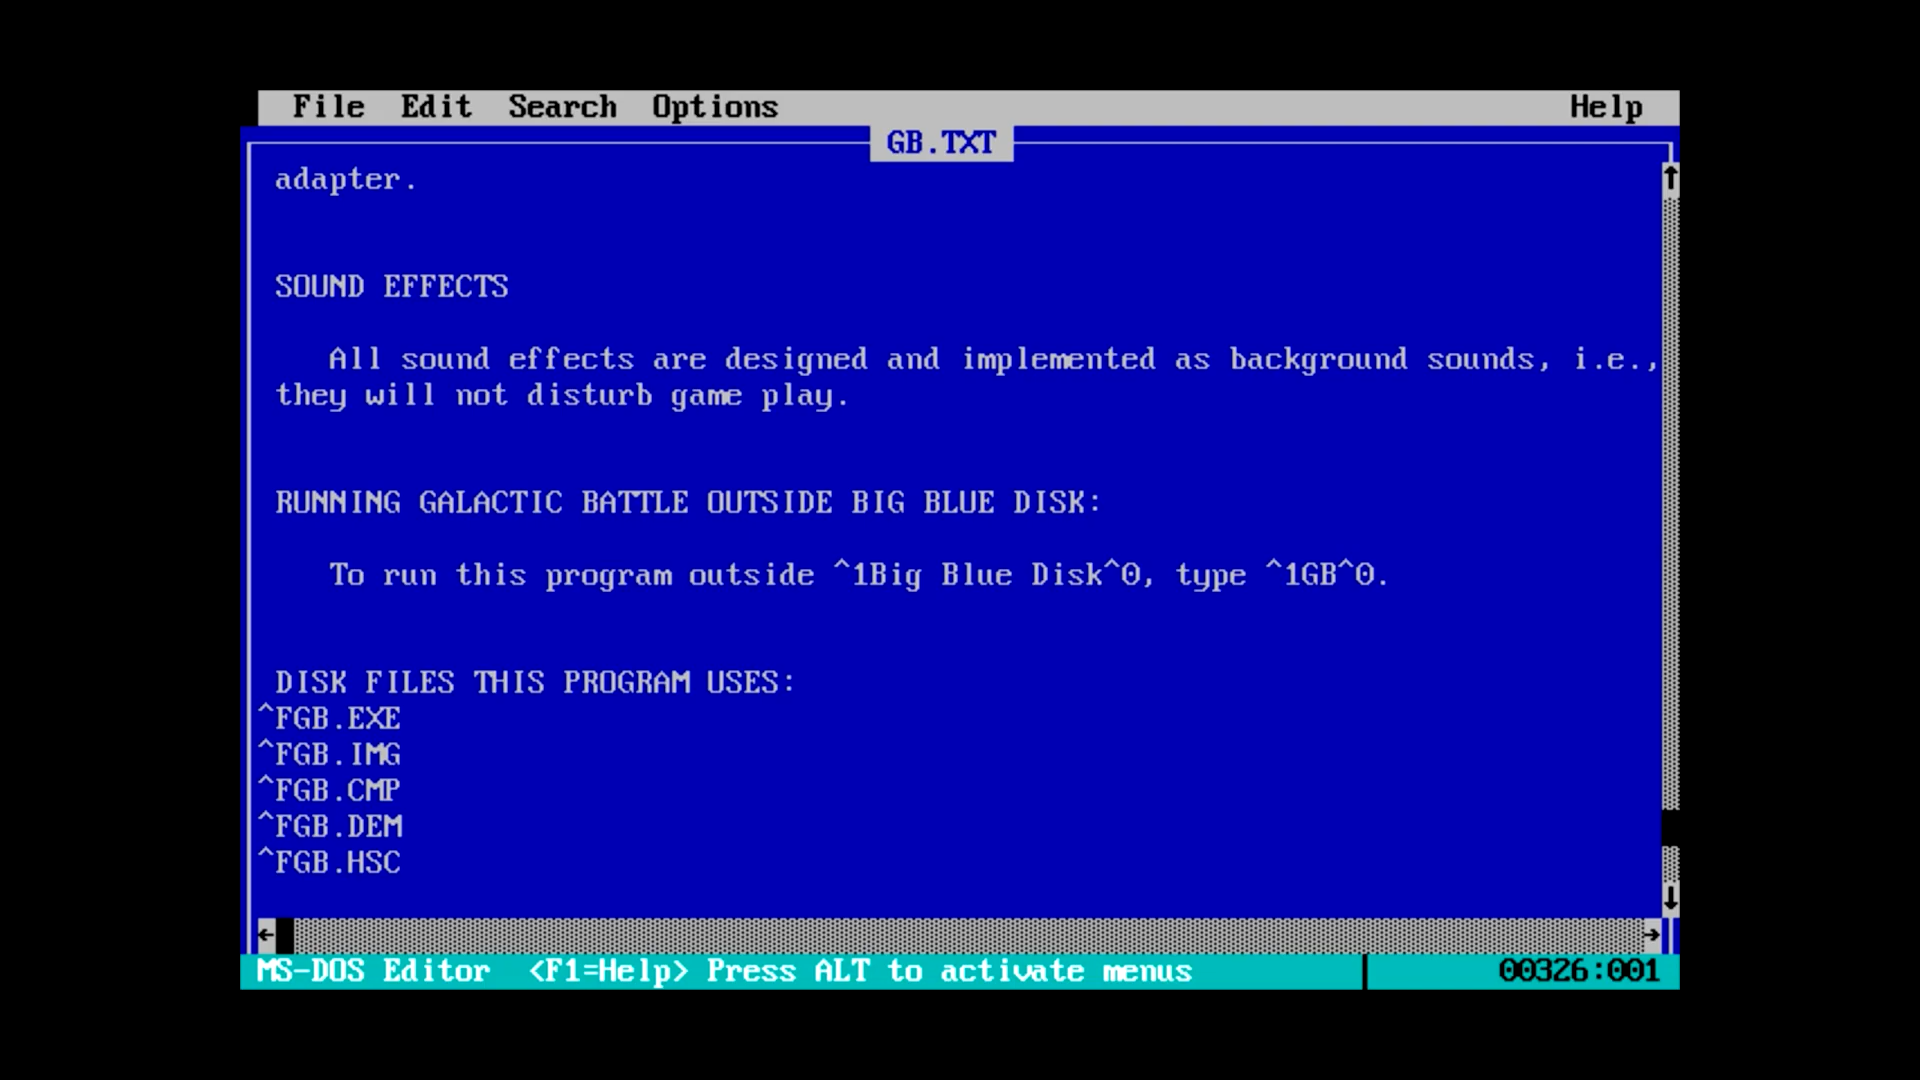 File Edit Search Options Help
GB.TXT
adapter.
SOUND EFFECTS
All sound effects are designed and implemented as background sounds, i.e.,
they will not disturb game play.
RUNNING GALACTIC BATTLE OUTSIDE BIG BLUE DISK:
To run this program outside ^1Big Blue Disk^0, type ^1GB^0.
DISK FILES THIS PROGRAM USES:
^FGB.EXE
^FGB.IMG
^FGB.CMP
^FGB.DEM
^FGB.HSC
MS-DOS Editor <F1=Help> Press ALT to activate menus 00326:001